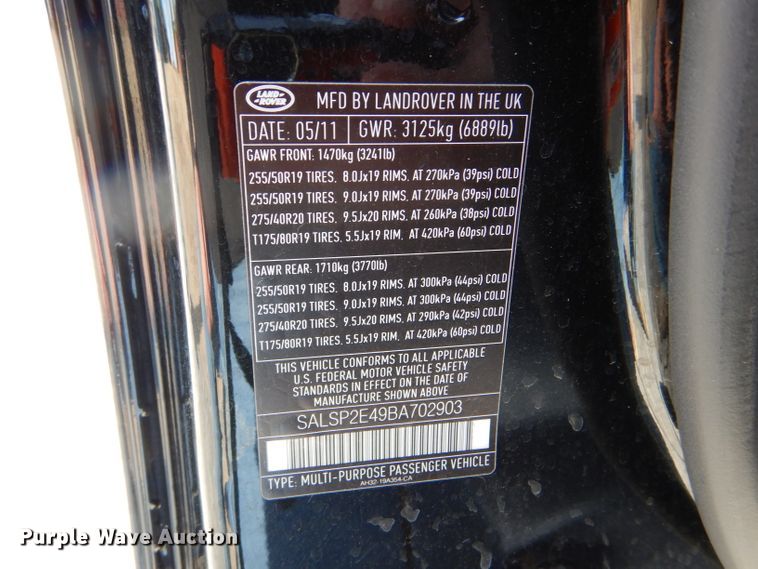 LAND ROVER
MFD BY LANDROVER IN THE UK
DATE: 05/11 GWR: 3125kg (6889lb)
GAWR FRONT: 1470kg (3241lb)
255/50R19 TIRES. 8.0Jx19 RIMS. AT 270kPa (39psi) COLD
255/50R19 TIRES. 9.0Jx19 RIMS. AT 270kPa (39psi) COLD
275/40R20 TIRES. 9.5Jx20 RIMS. AT 260kPa (38psi) COLD
T175/80R19 TIRES. 5.5Jx19 RIM. AT 420kPa (60psi) COLD
GAWR REAR: 1710kg (3770lb)
255/50R19 TIRES. 8.0Jx19 RIMS. AT 300kPa (44psi) COLD
255/50R19 TIRES. 9.0Jx19 RIMS. AT 300kPa (44psi) COLD
275/40R20 TIRES. 9.5Jx20 RIMS. AT 290kPa (42psi) COLD
T175/80R19 TIRES. 5.5Jx19 RIM. AT 420kPa (60psi) COLD
THIS VEHICLE CONFORMS TO ALL APPLICABLE
U.S. FEDERAL MOTOR VEHICLE SAFETY
STANDARDS IN EFFECT ON THE DATE OF
MANUFACTURE SHOWN ABOVE
SALSP2E49BA702903
TYPE: MULTI-PURPOSE PASSENGER VEHICLE
AH32-19A354-CA
Purple Wave Auction